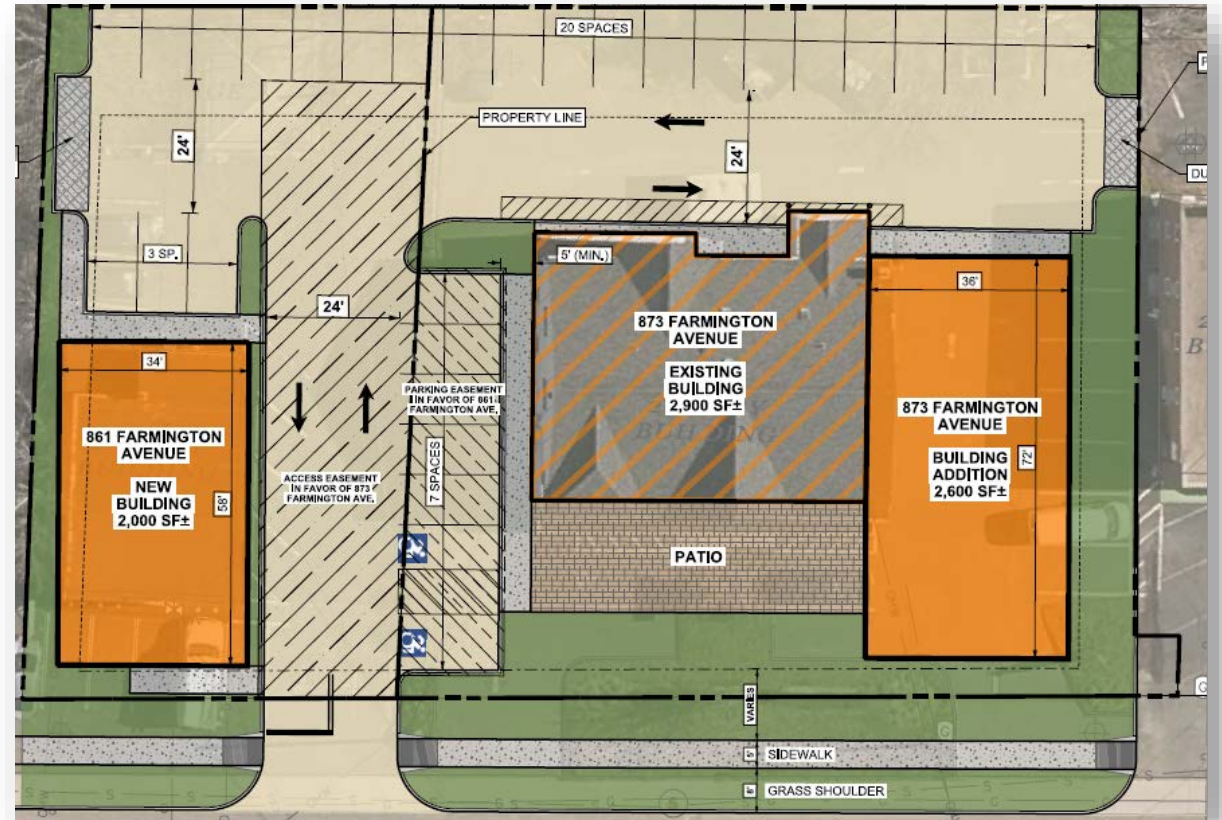 20 SPACES
PROPERTY LINE
24'
24'
3 SP.
5' (MIN.)
36'
24'
34'
873 FARMINGTON
AVENUE
EXISTING
BUILDING
2,900 SF±
BUILDING
PARKING EASEMENT
IN FAVOR OF 861
FARMINGTON AVE.
861 FARMINGTON
AVENUE
NEW
BUILDING
2,000 SF±
58'
ACCESS EASEMENT
IN FAVOR OF 873
FARMINGTON AVE.
7 SPACES
873 FARMINGTON
AVENUE
BUILDING
ADDITION
2,600 SF±
72'
PATIO
VARIES
5'
SIDEWALK
GRASS SHOULDER
G
S
S
S
G
S
S
DU